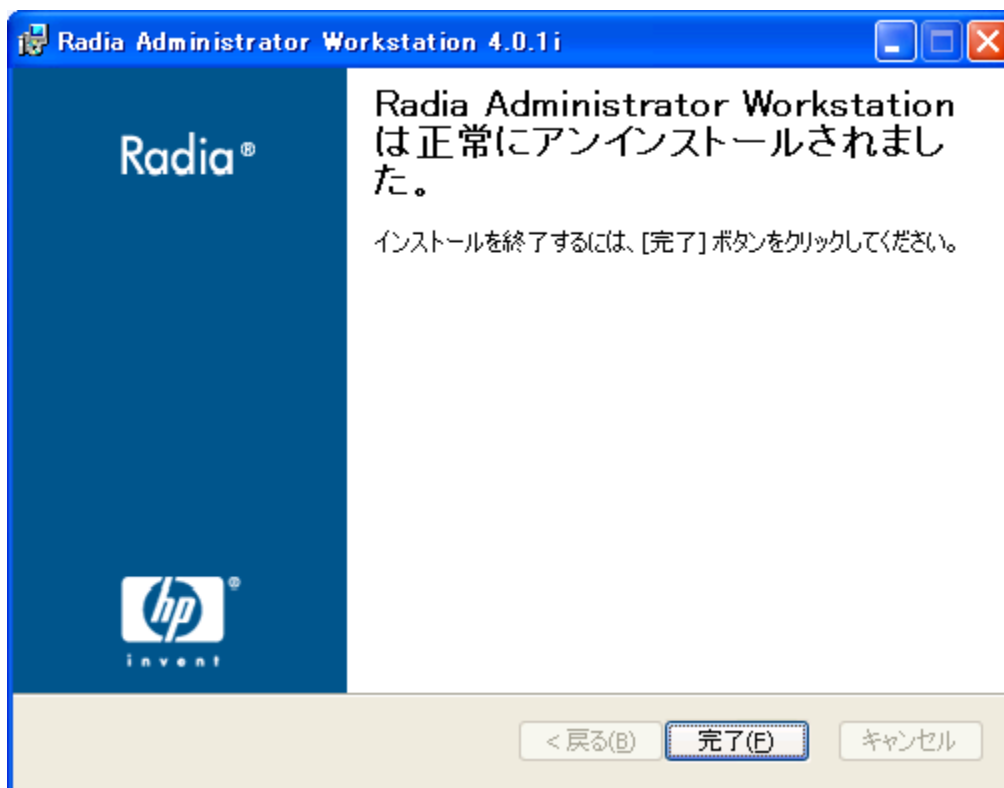 Radia Administrator Workstation 4.0.1i
Radia®
Radia Administrator Workstation
は正常にアンインストールされまし
た。
インストールを終了するには、[完了] ボタンをクリックしてください。
hp®
invent
< 戻る(B)
完了(F)
キャンセル